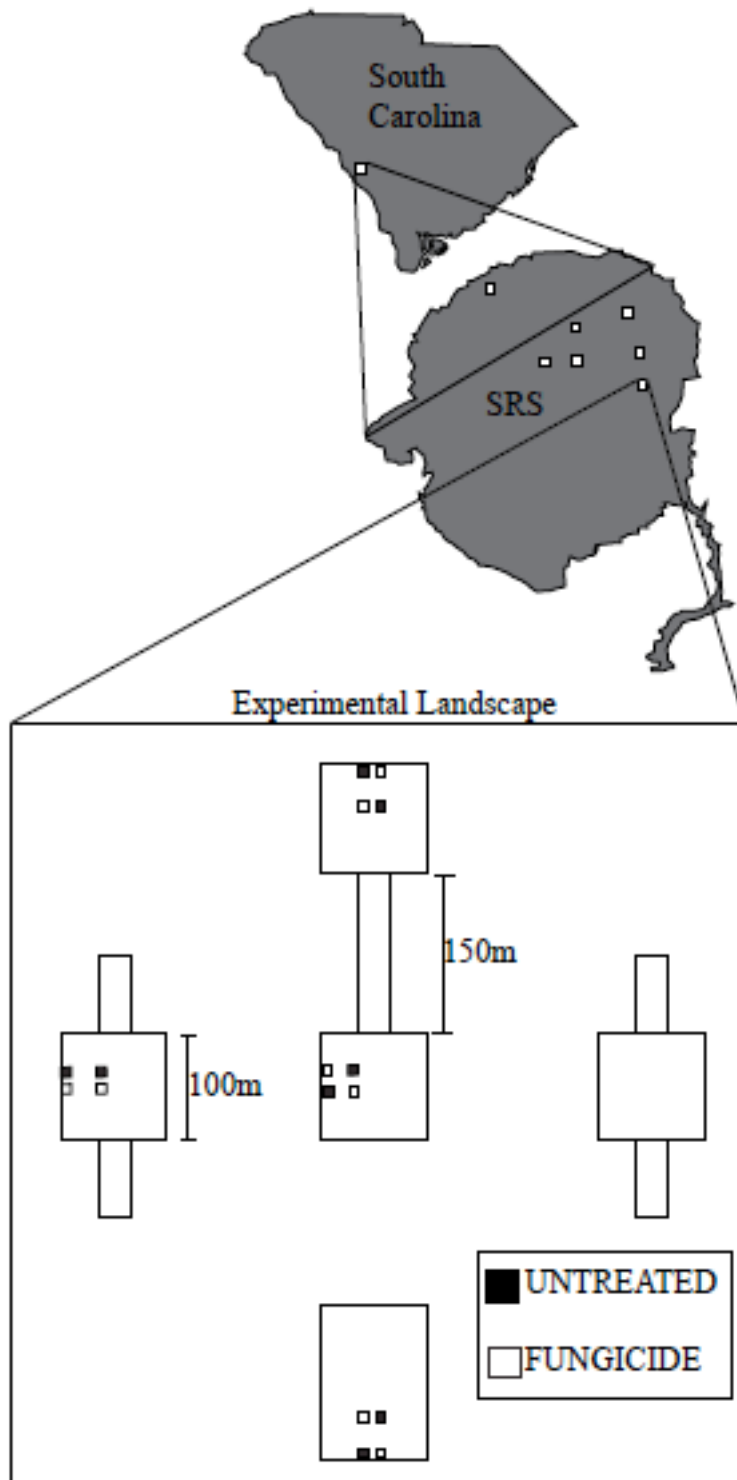 South
Carolina
SRS
Experimental Landscape
150m
100m
UNTREATED
FUNGICIDE